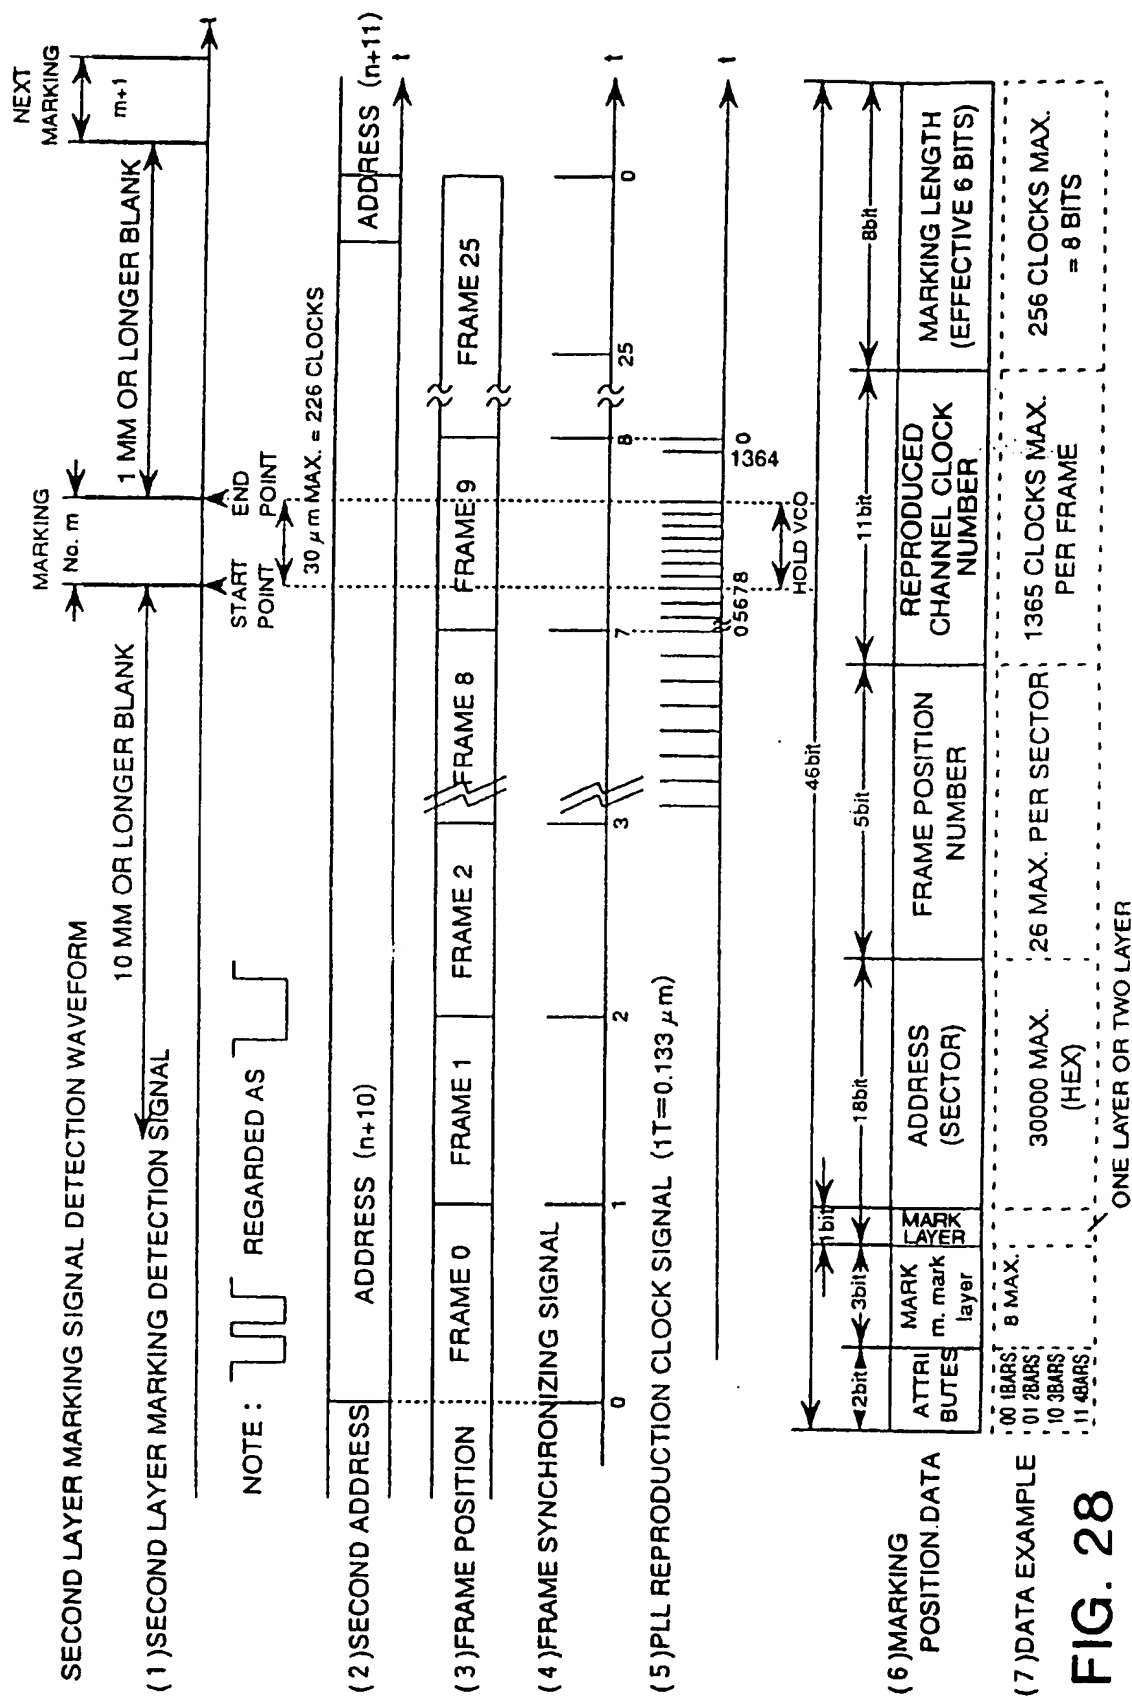 SECOND LAYER MARKING SIGNAL DETECTION WAVEFORM
NEXT
MARKING
m+1
MARKING
No. m
10 MM OR LONGER BLANK
1 MM OR LONGER BLANK
(1)SECOND LAYER MARKING DETECTION SIGNAL
t
START
POINT
END
POINT
NOTE :
REGARDED AS
30 μm MAX. = 226 CLOCKS
(2)SECOND ADDRESS
ADDRESS (n+10)
ADDRESS (n+11)
t
(3)FRAME POSITION
FRAME 0
FRAME 1
FRAME 2
FRAME 8
FRAME 9
FRAME 25
(4)FRAME SYNCHRONIZING SIGNAL
t
0
1
2
3
7
8
25
0
(5)PLL REPRODUCTION CLOCK SIGNAL (1T=0.133 μm)
t
05678
1364
0
HOLD VCO
46bit
1bit
2bit
3bit
18bit
5bit
11bit
8bit
(6)MARKING
POSITION.DATA
ATTRI
BUTES
MARK
m. mark
layer
MARK
LAYER
ADDRESS
(SECTOR)
FRAME POSITION
NUMBER
REPRODUCED
CHANNEL CLOCK
NUMBER
MARKING LENGTH
(EFFECTIVE 6 BITS)
(7)DATA EXAMPLE
00 1BARS
01 2BARS
10 3BARS
11 4BARS
8 MAX.
30000 MAX.
(HEX)
26 MAX. PER SECTOR
1365 CLOCKS MAX.
PER FRAME
256 CLOCKS MAX.
= 8 BITS
ONE LAYER OR TWO LAYER
FIG. 28